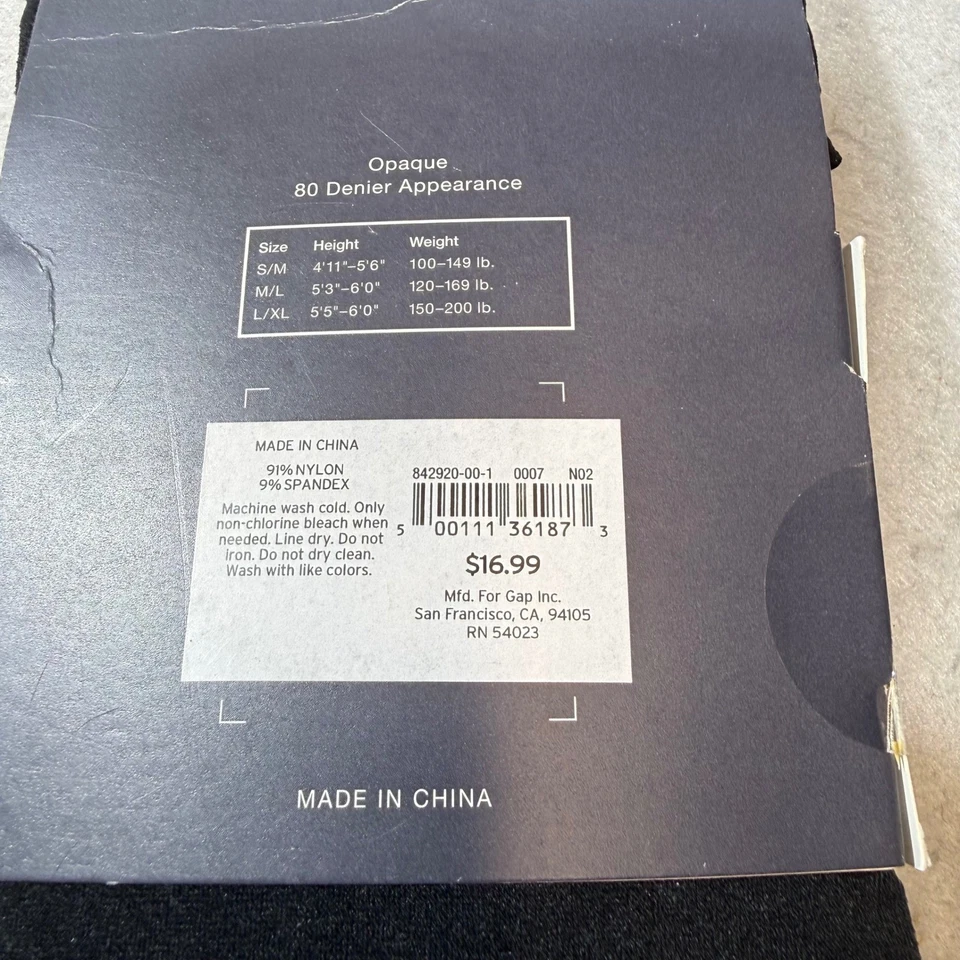 Opaque
80 Denier Appearance
Size Height Weight
S/M 4'11"–5'6" 100–149 lb.
M/L 5'3"–6'0" 120–169 lb.
L/XL 5'5"–6'0" 150–200 lb.
MADE IN CHINA
91% NYLON
9% SPANDEX
Machine wash cold. Only
non-chlorine bleach when
needed. Line dry. Do not
iron. Do not dry clean.
Wash with like colors.
842920-00-1 0007 N02
5 00111 36187 3
$16.99
Mfd. For Gap Inc.
San Francisco, CA, 94105
RN 54023
MADE IN CHINA